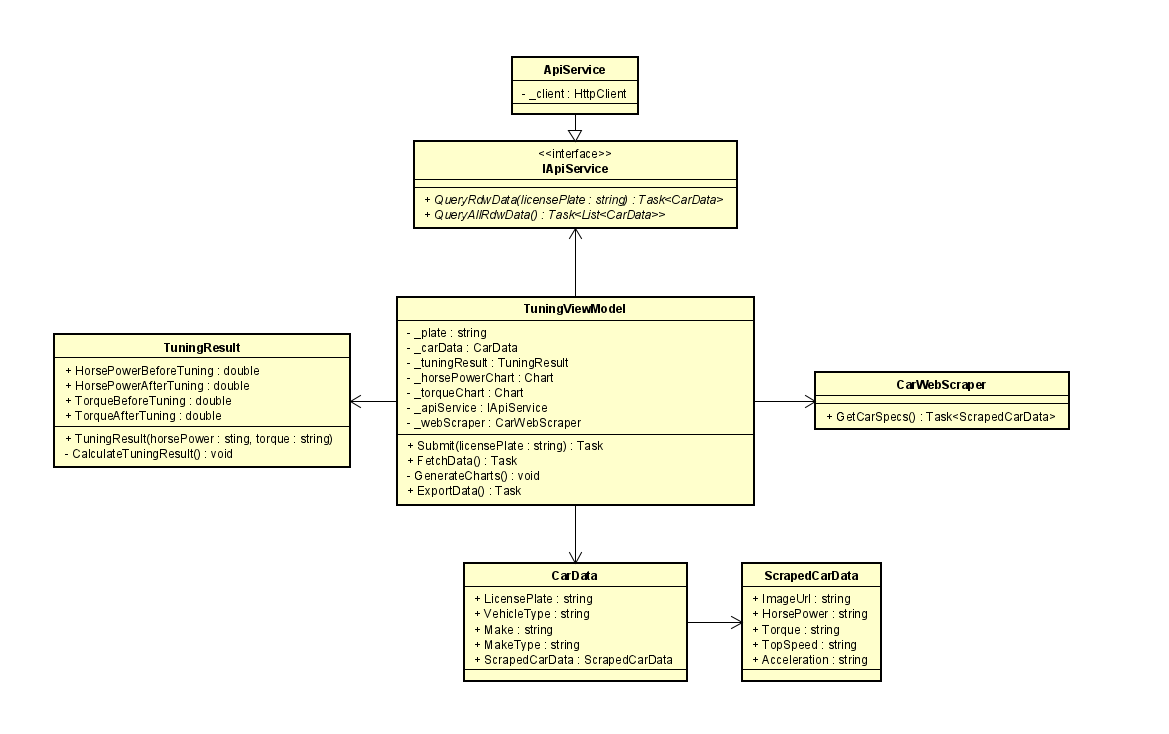 ApiService
- _client : HttpClient
<<interface>>
IApiService
+ QueryRdwData(licensePlate : string) : Task<CarData>
+ QueryAllRdwData() : Task<List<CarData>>
TuningViewModel
- _plate : string
- _carData : CarData
- _tuningResult : TuningResult
- _horsePowerChart : Chart
- _torqueChart : Chart
- _apiService : IApiService
- _webScraper : CarWebScraper
+ Submit(licensePlate : string) : Task
+ FetchData() : Task
- GenerateCharts() : void
+ ExportData() : Task
TuningResult
+ HorsePowerBeforeTuning : double
+ HorsePowerAfterTuning : double
+ TorqueBeforeTuning : double
+ TorqueAfterTuning : double
+ TuningResult(horsePower : sting, torque : string)
- CalculateTuningResult() : void
CarWebScraper
+ GetCarSpecs() : Task<ScrapedCarData>
CarData
+ LicensePlate : string
+ VehicleType : string
+ Make : string
+ MakeType : string
+ ScrapedCarData : ScrapedCarData
ScrapedCarData
+ ImageUrl : string
+ HorsePower : string
+ Torque : string
+ TopSpeed : string
+ Acceleration : string